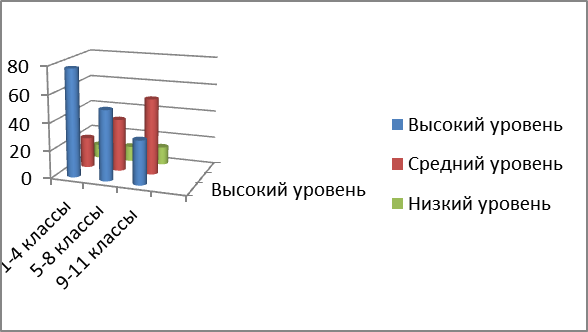 80
60
40
20
0
1-4 классы
5-8 классы
9-11 классы
Высокий уровень
Высокий уровень
Средний уровень
Низкий уровень